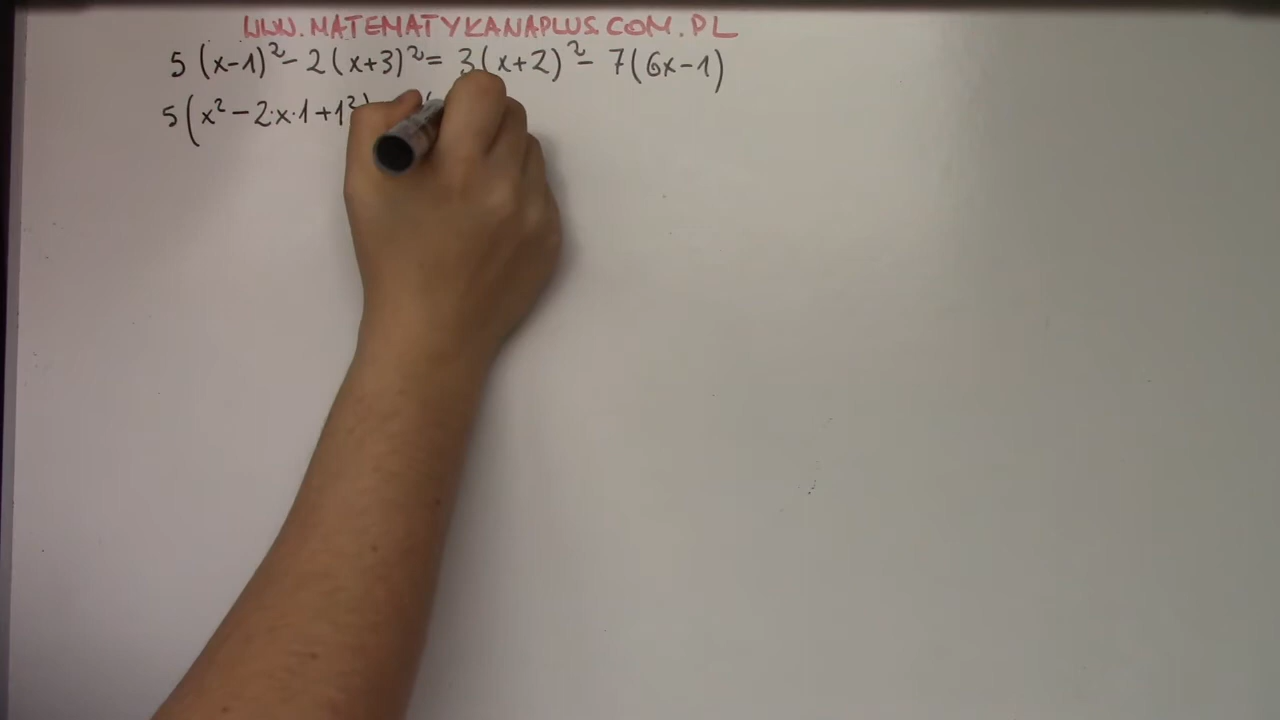 WWW.MATEMATYKANAPLUS.COM.PL
5(x-1)²-2(x+3)²=3(x+2)²-7(6x-1)
5(x²-2·x·1+1²)